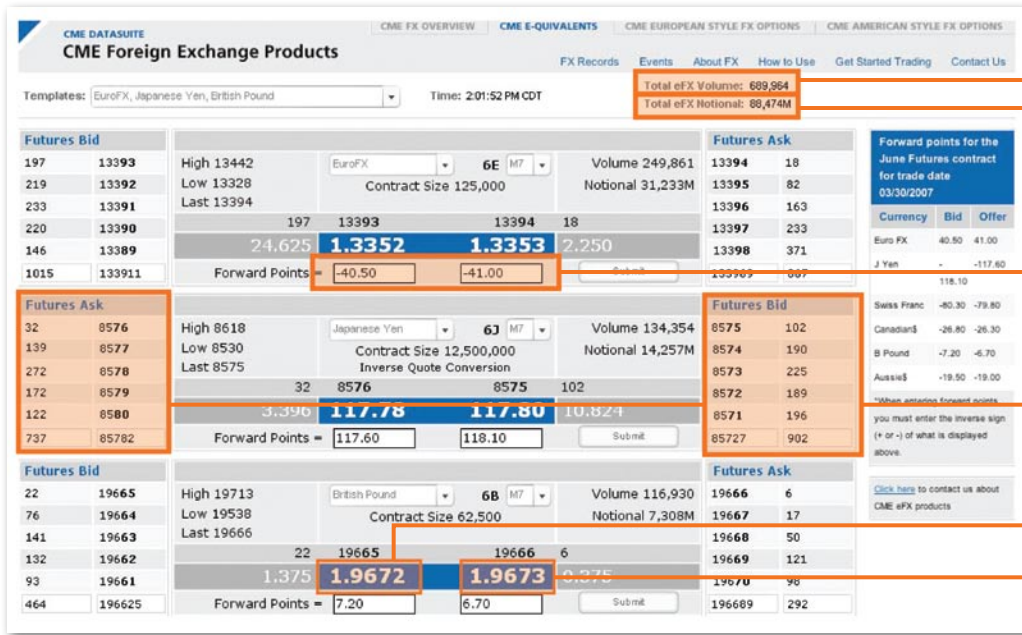 CME FX OVERVIEW CME E-QUIVALENTS CME EUROPEAN STYLE FX OPTIONS CME AMERICAN STYLE FX OPTIONS
CME DATASUITE
CME Foreign Exchange Products
FX Records Events About FX How to Use Get Started Trading Contact Us
Templates: EuroFX, Japanese Yen, British Pound Time: 2:01:52 PM CDT
Total eFX Volume: 689,964
Total eFX Notional: 88,474M
Futures Bid
197 13393
219 13392
233 13391
220 13390
146 13389
1015 133911
High 13442 EuroFX 6E M7 Volume 249,861
Low 13328 Contract Size 125,000 Notional 31,233M
Last 13394
197 13393 13394 18
24.625 1.3352 1.3353 2.250
Forward Points = -40.50 -41.00
Futures Ask
13394 18
13395 82
13396 163
13397 233
13398 371
Futures Ask
32 8576
139 8577
272 8578
172 8579
122 8580
737 85782
High 8618 Japanese Yen 6J M7 Volume 134,354
Low 8530 Contract Size 12,500,000 Notional 14,257M
Last 8575 Inverse Quote Conversion
32 8576 8575 102
3.396 117.78 117.80 10.824
Forward Points = 117.60 118.10 Submit
Futures Bid
8575 102
8574 190
8573 225
8572 189
8571 196
85727 902
Futures Bid
22 19665
76 19664
141 19663
132 19662
93 19661
464 196625
High 19713 British Pound 6B M7 Volume 116,930
Low 19538 Contract Size 62,500 Notional 7,308M
Last 19666
22 19665 19666 6
1.375 1.9672 1.9673
Forward Points = 7.20 6.70 Submit
Futures Ask
19666 6
19667 17
19668 50
19669 121
19670 98
196689 292
Forward points for the
June Futures contract
for trade date
03/30/2007
Currency Bid Offer
Euro FX 40.50 41.00
J Yen - -117.60
118.10
Swiss Franc -80.30 -79.80
Canadian$ -26.80 -26.30
B Pound -7.20 -6.70
Aussie$ -19.50 -19.00
"When entering forward points
you must enter the inverse sign
(+ or -) of what is displayed
above.
Click here to contact us about
CME eFX products